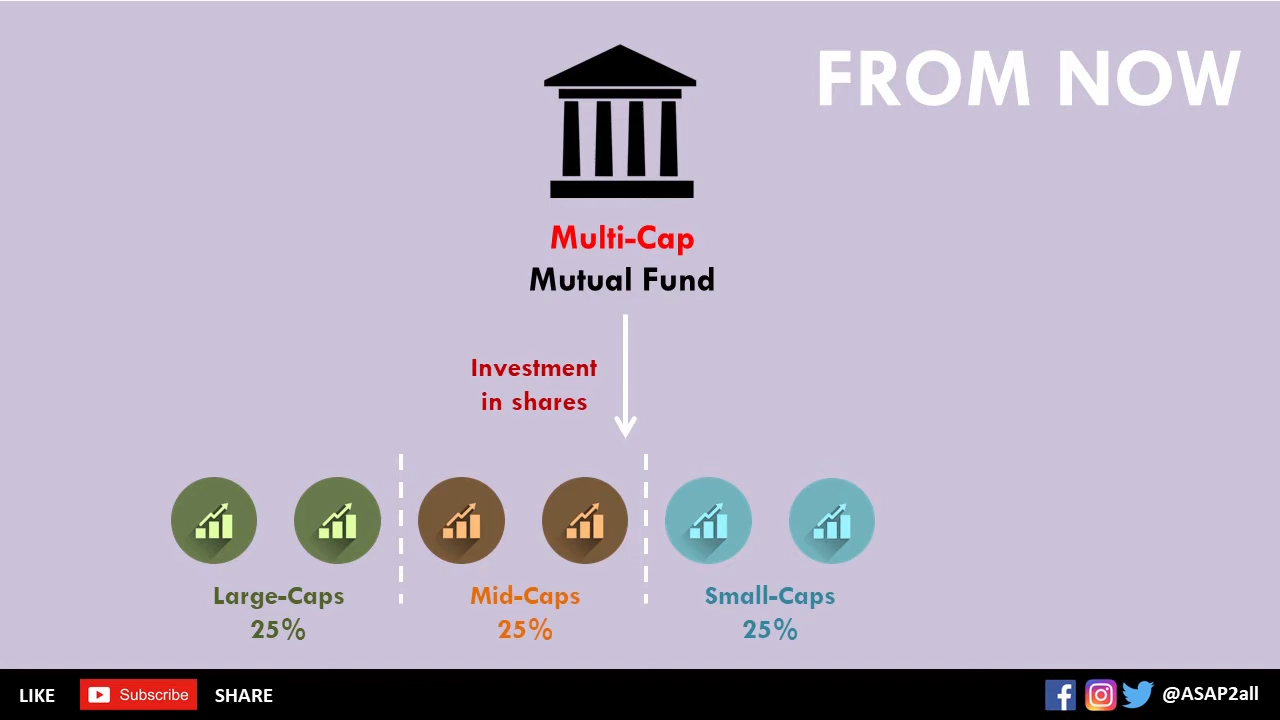 FROM NOW
Multi-Cap
Mutual Fund
Investment
in shares
Large-Caps
25%
Mid-Caps
25%
Small-Caps
25%
LIKE
Subscribe
SHARE
@ASAP2all